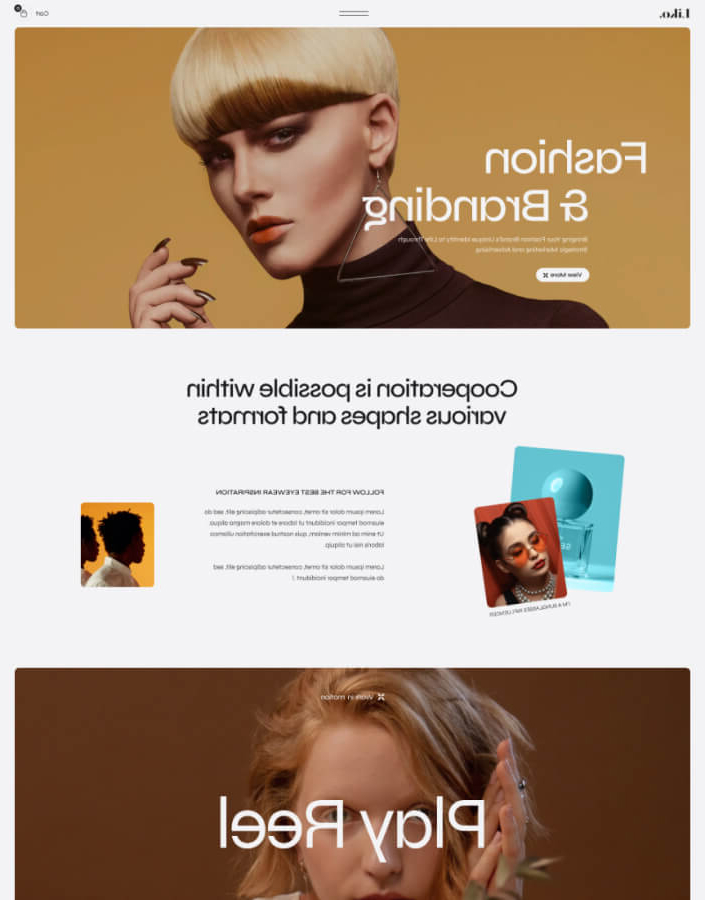 Liko.
Cart
0
Fashion
& Branding
Bringing Your Fashion Brand's Unique Identity to Life Through
Strategic Marketing and Advertising
View More
Cooperation is possible within
various shapes and formats
FOLLOW FOR THE BEST EYEWEAR INSPIRATION
Lorem ipsum dolor sit amet, consectetur adipiscing elit, sed do
eiusmod tempor incididunt ut labore et dolore magna aliqua.
Ut enim ad minim veniam, quis nostrud exercitation ullamco
laboris nisi ut aliquip.
Lorem ipsum dolor sit amet, consectetur adipiscing elit, sed
do eiusmod tempor incididunt.
I'M A SUNGLASSES INFLUENCER
Work in motion
Play Reel